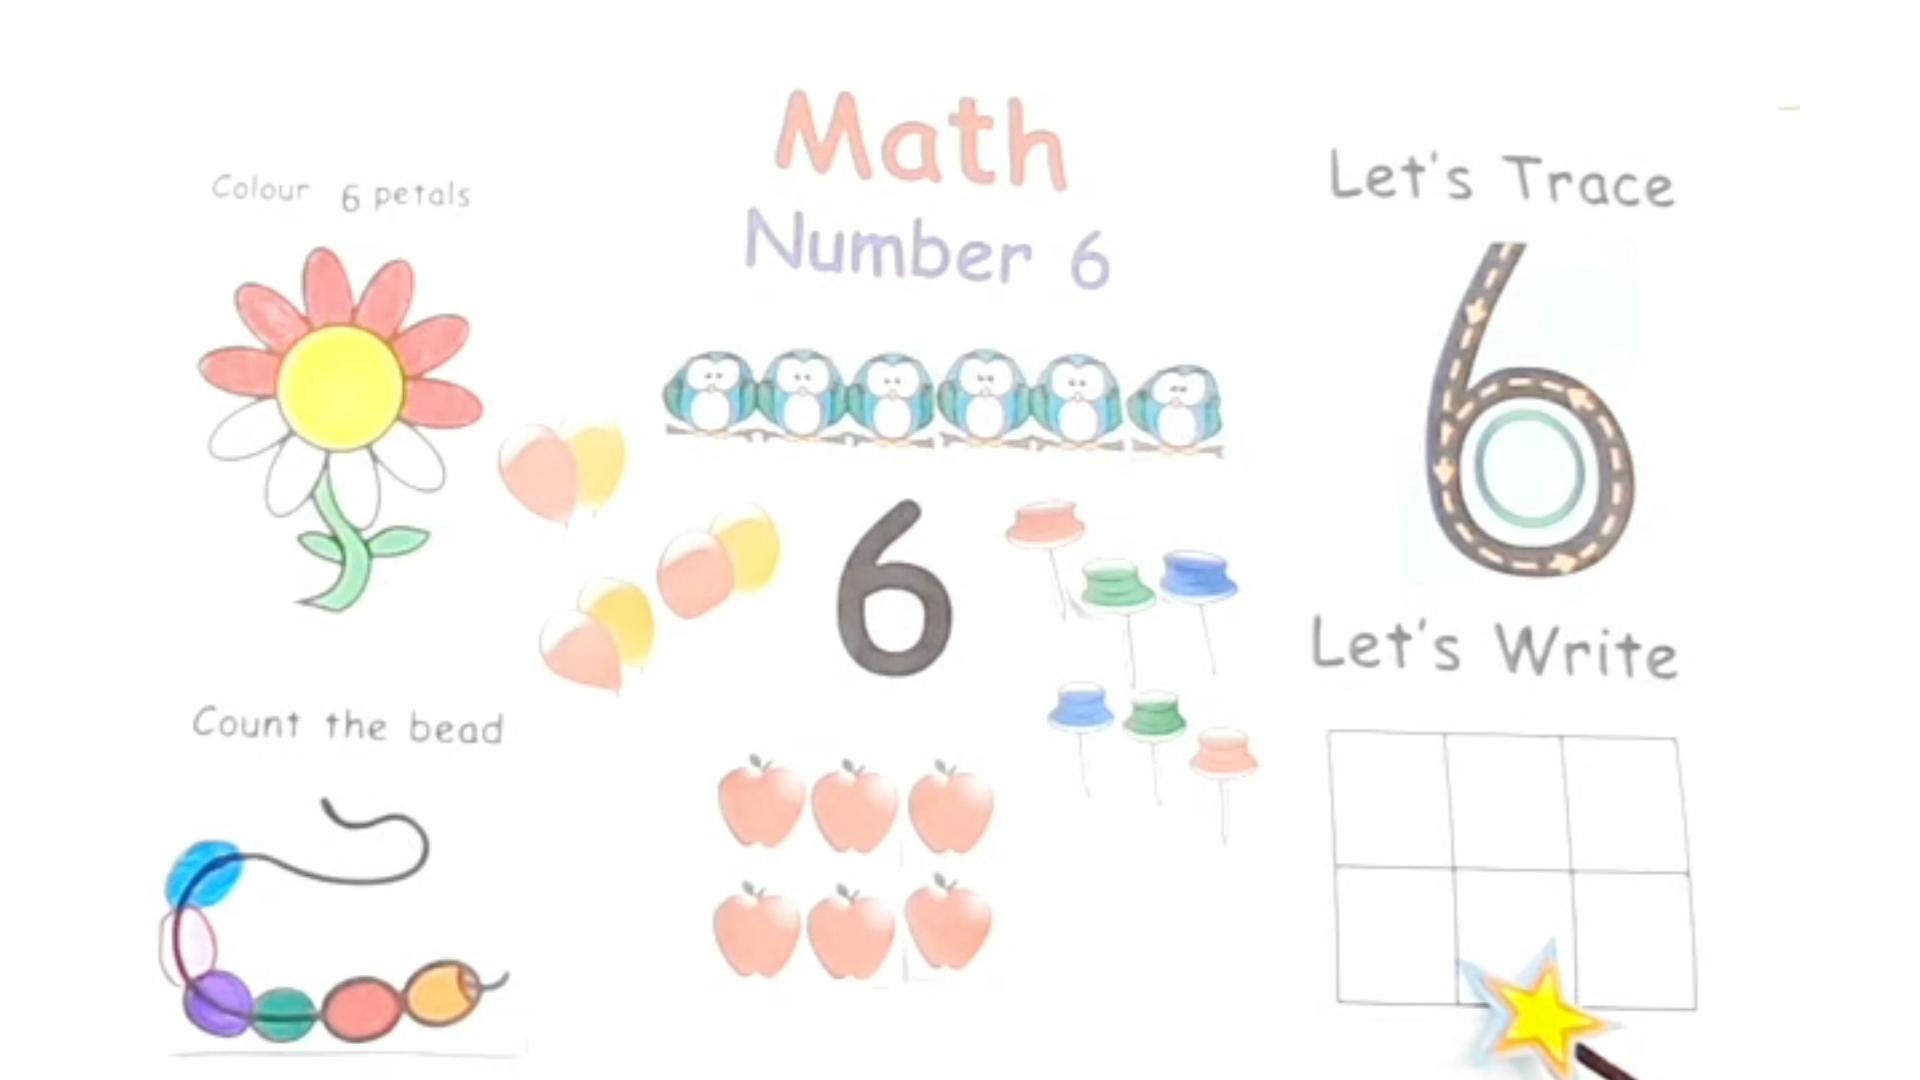 Math
Number 6
Colour 6 petals
Let's Trace
6
6
Let's Write
Count the bead